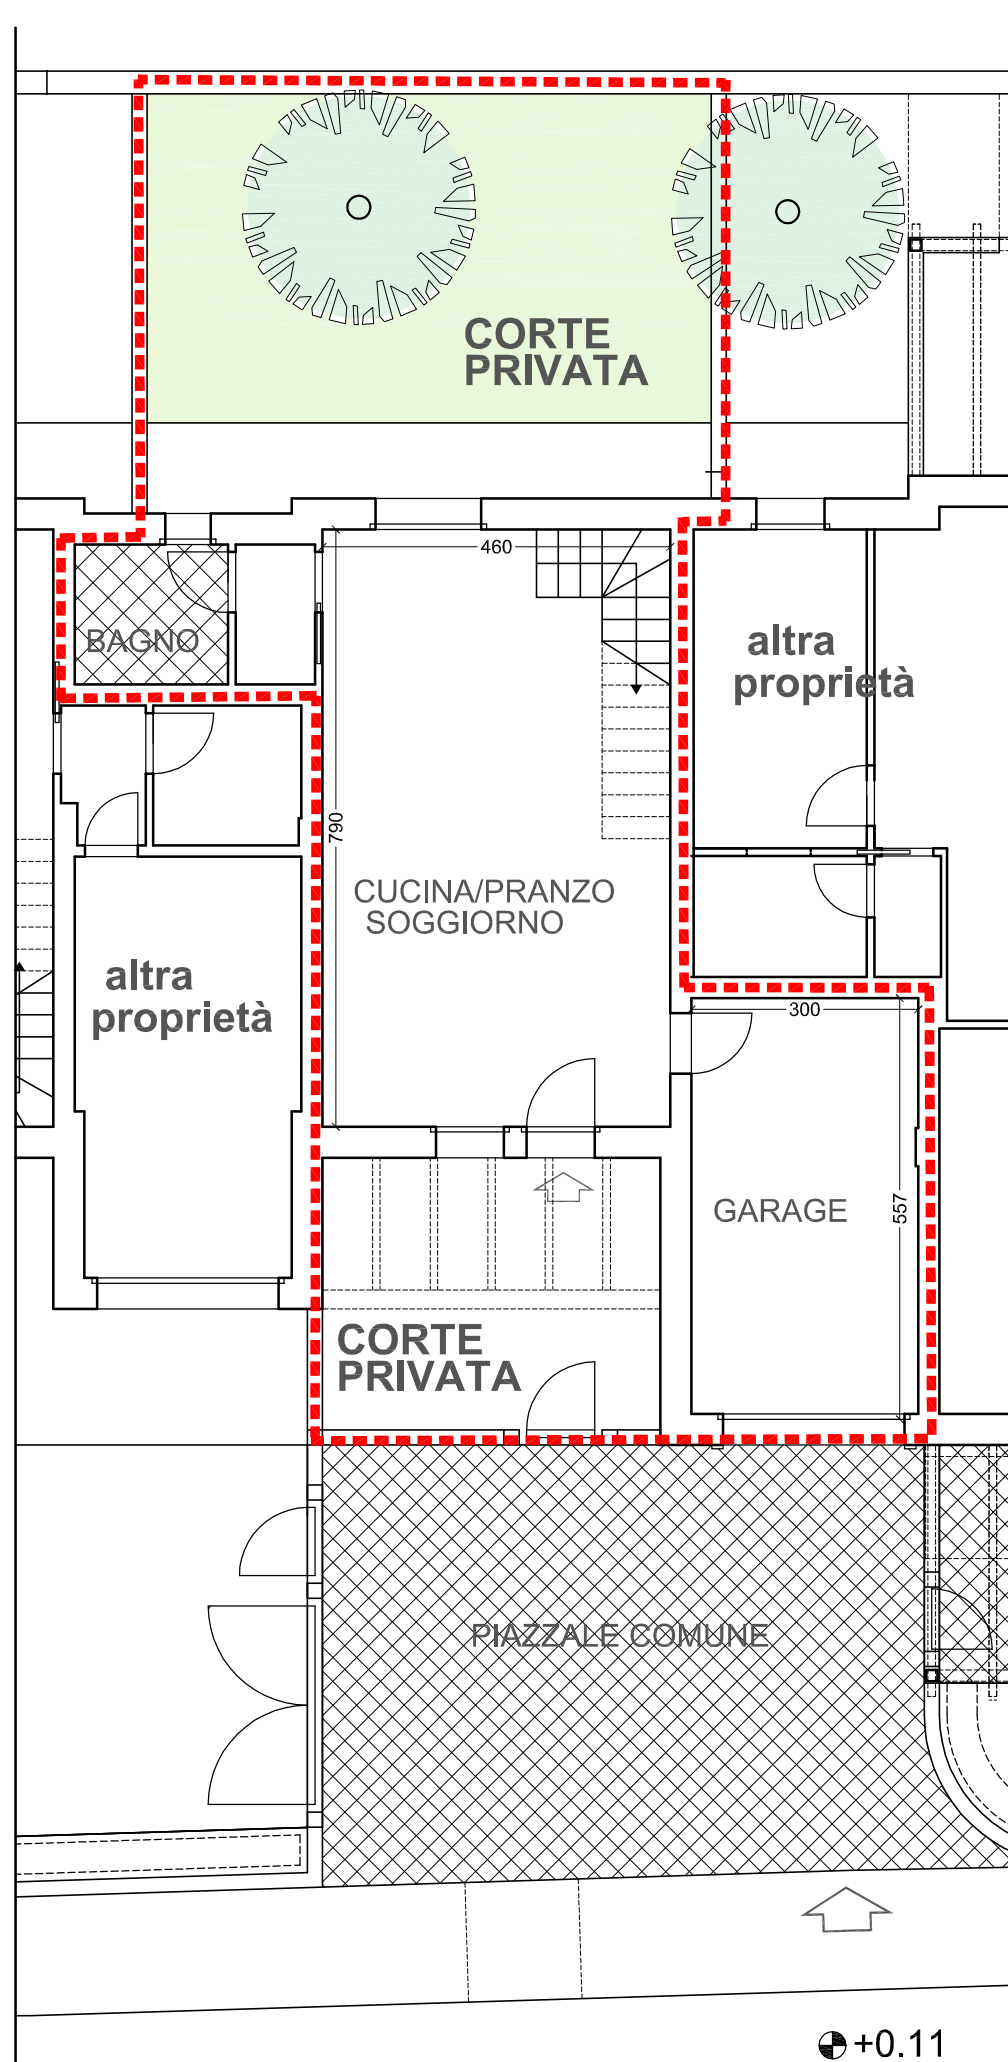 CORTE
PRIVATA
460
BAGNO
altra
proprietà
790
CUCINA/PRANZO
SOGGIORNO
altra
proprietà
300
GARAGE
557
CORTE
PRIVATA
PIAZZALE COMUNE
+0.11